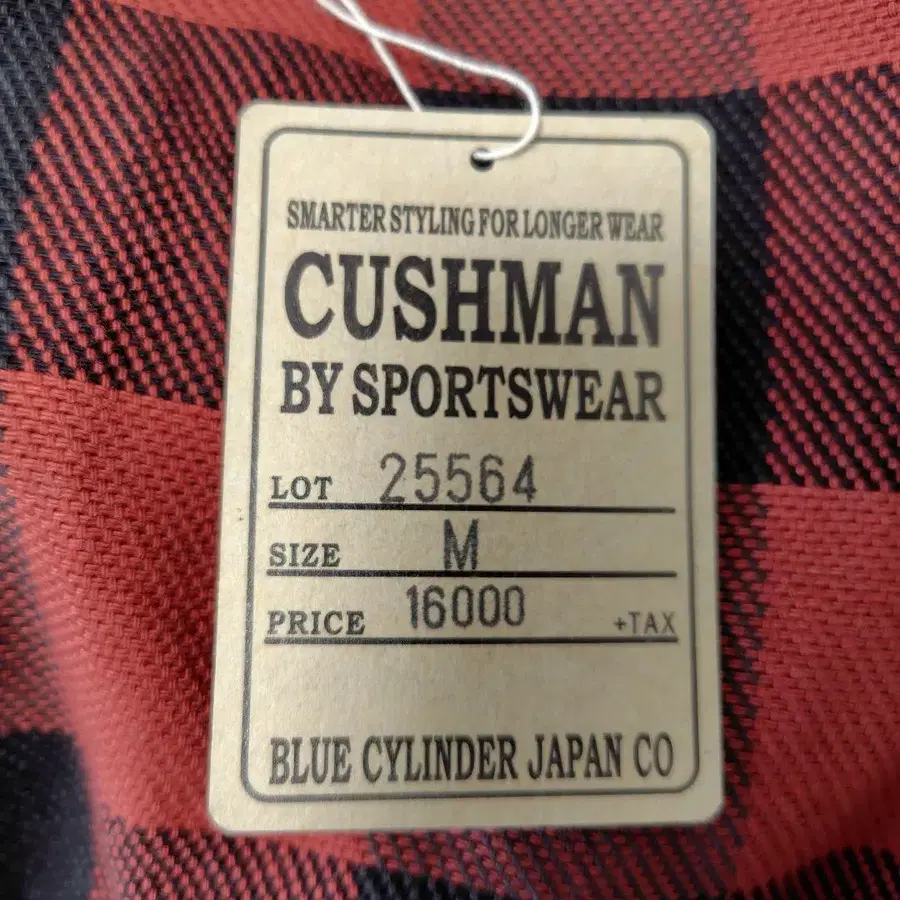 SMARTER STYLING FOR LONGER WEAR
CUSHMAN
BY SPORTSWEAR
LOT 25564
SIZE M
PRICE 16000 +TAX
BLUE CYLINDER JAPAN CO